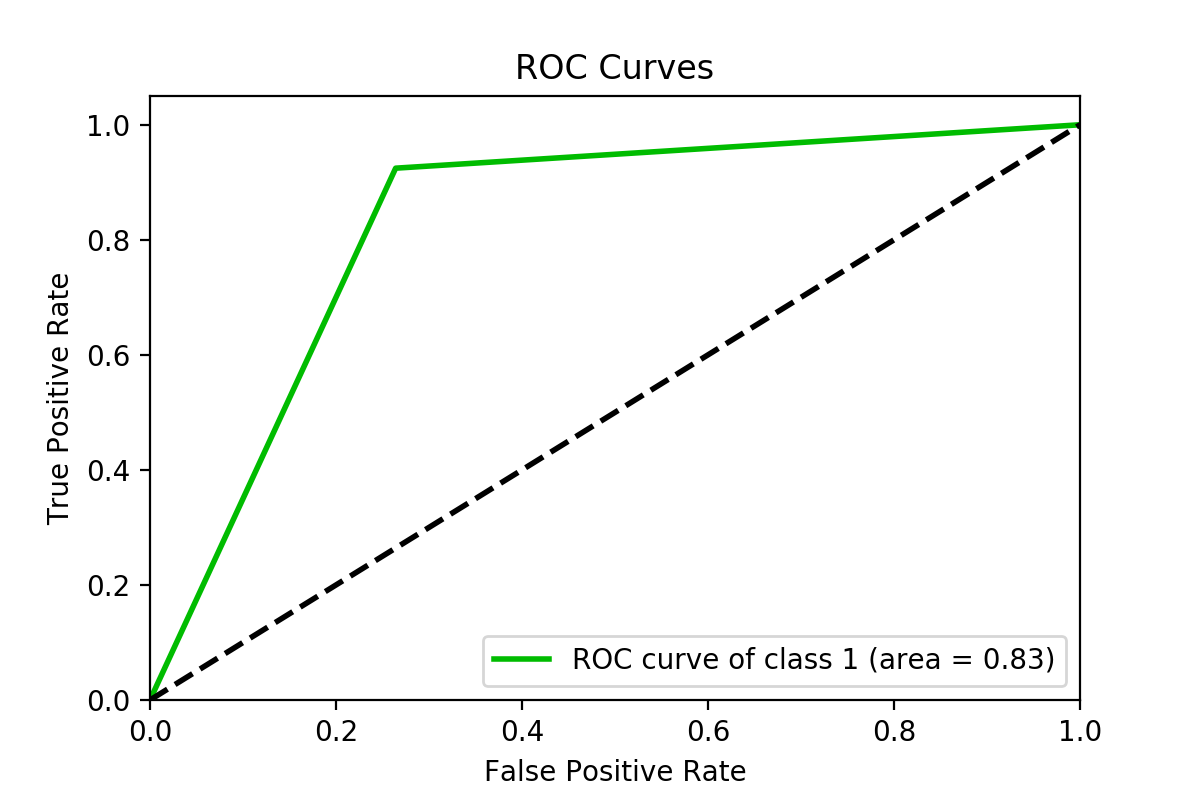 ROC Curves
True Positive Rate
1.0
0.8
0.6
0.4
0.2
0.0
ROC curve of class 1 (area = 0.83)
0.0 0.2 0.4 0.6 0.8 1.0
False Positive Rate